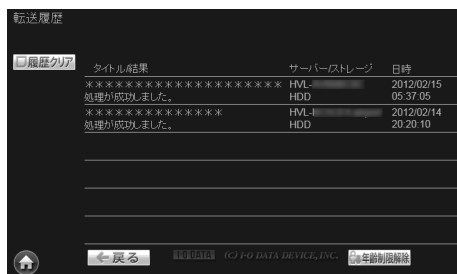 転送履歴
□履歴クリア
タイトル/結果 サーバー/ストレージ 日時
******************** HVL- 2012/02/15
処理が成功しました。 HDD 05:37:05
************** HVL- 2012/02/14
処理が成功しました。 HDD 20:20:10
戻る I-O DATA (C) I-O DATA DEVICE, INC. 年齢制限解除